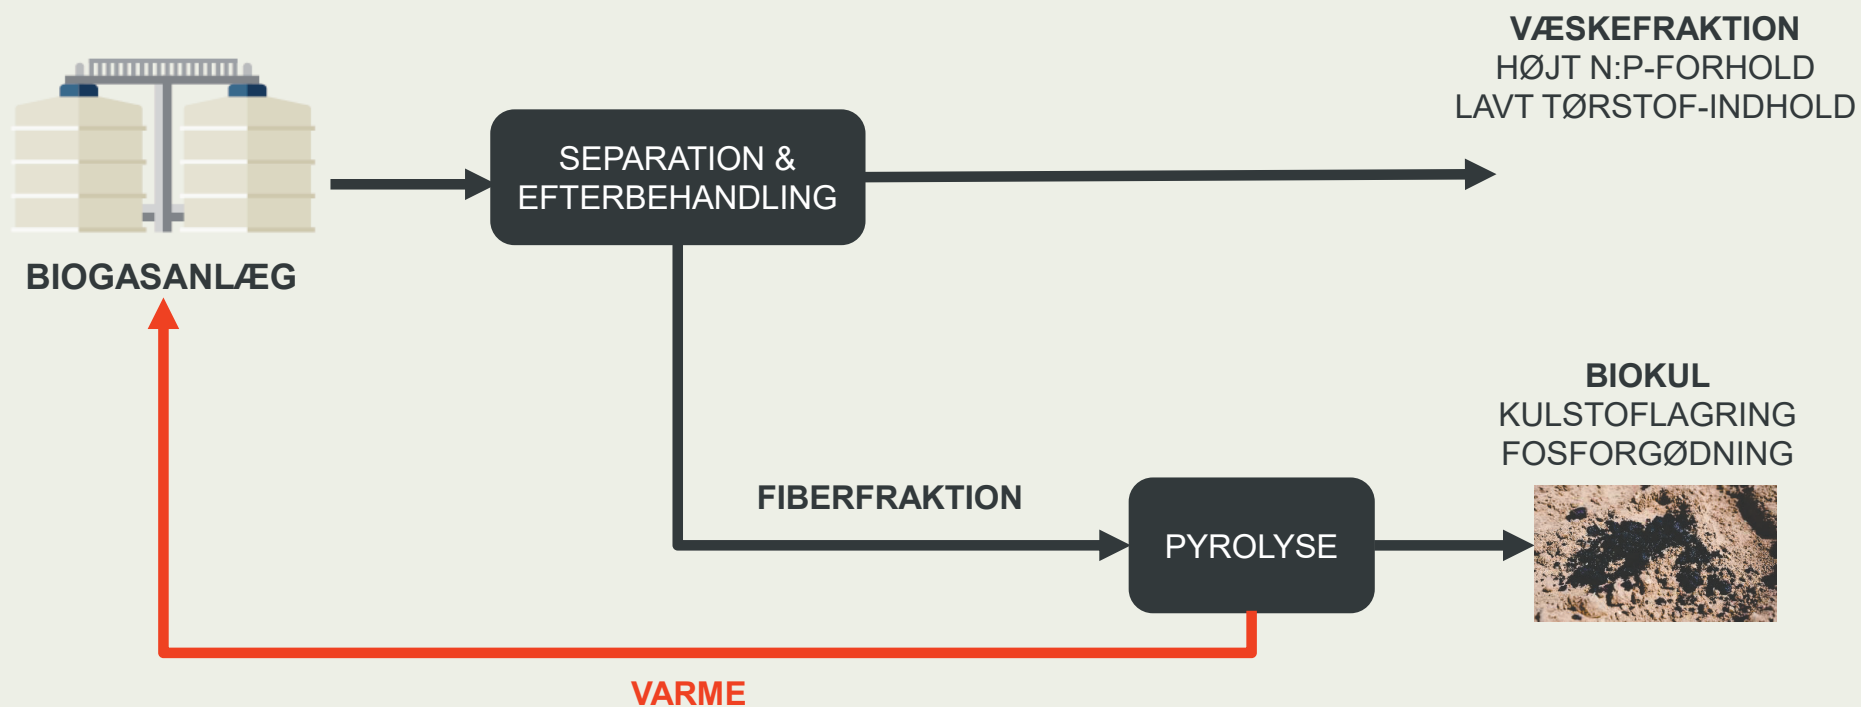 VÆSKEFRAKTION
HØJT N:P-FORHOLD
LAVT TØRSTOF-INDHOLD
SEPARATION &
EFTERBEHANDLING
BIOGASANLÆG
BIOKUL
KULSTOFLAGRING
FOSFORGØDNING
FIBERFRAKTION
PYROLYSE
VARME